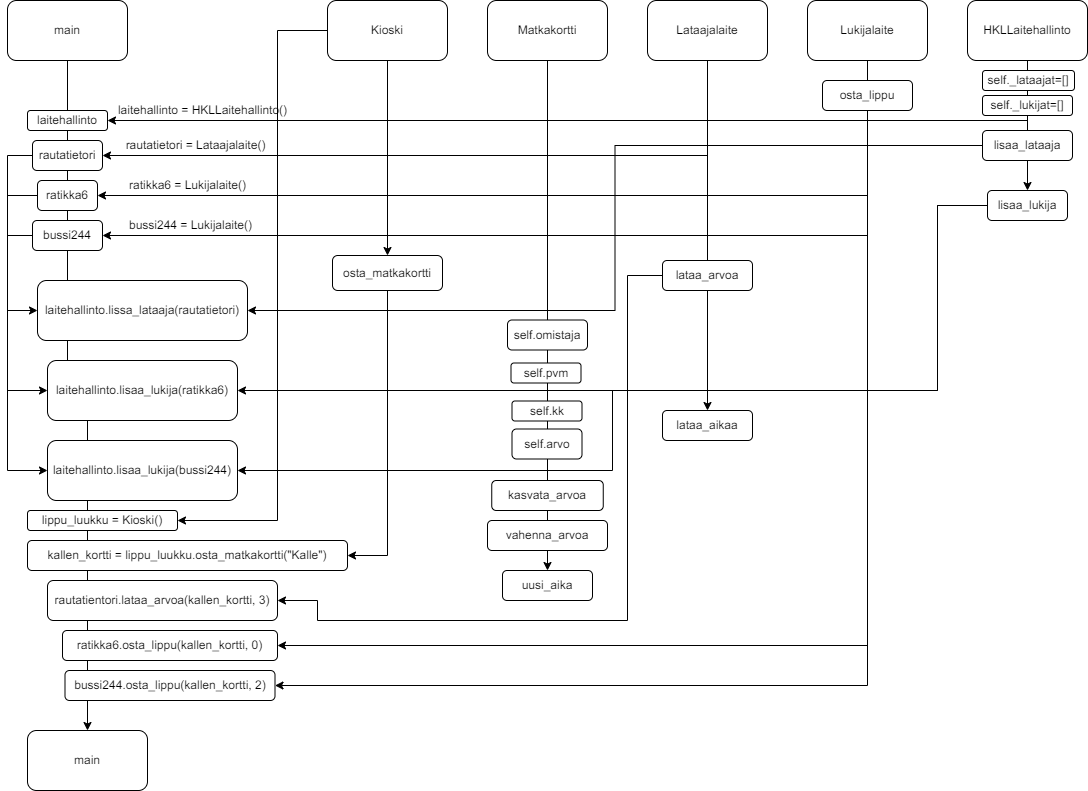 main
Kioski
Matkakortti
Lataajalaite
Lukijalaite
HKLLaitehallinto
self._lataajat=[]
osta_lippu
self._lukijat=[]
laitehallinto = HKLLaitehallinto()
laitehallinto
rautatietori = Lataajalaite()
lisaa_lataaja
rautatietori
ratikka6 = Lukijalaite()
ratikka6
lisaa_lukija
bussi244 = Lukijalaite()
bussi244
osta_matkakortti
lataa_arvoa
laitehallinto.lissa_lataaja(rautatietori)
self.omistaja
self.pvm
laitehallinto.lisaa_lukija(ratikka6)
self.kk
lataa_aikaa
self.arvo
laitehallinto.lisaa_lukija(bussi244)
kasvata_arvoa
lippu_luukku = Kioski()
vahenna_arvoa
kallen_kortti = lippu_luukku.osta_matkakortti("Kalle")
uusi_aika
rautatientori.lataa_arvoa(kallen_kortti, 3)
ratikka6.osta_lippu(kallen_kortti, 0)
bussi244.osta_lippu(kallen_kortti, 2)
main